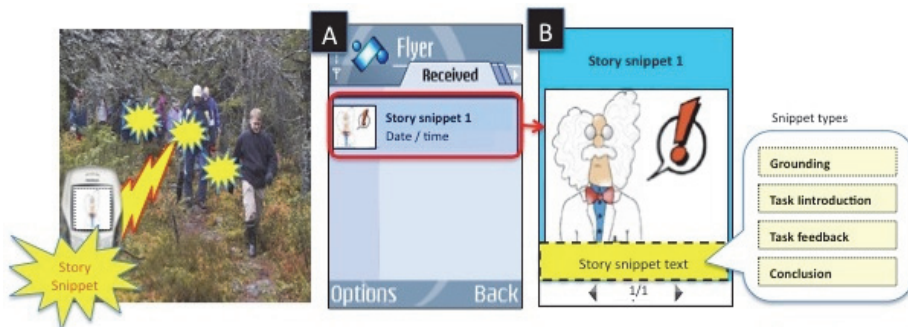 Story
Snippet
A
Flyer
Received
Story snippet 1
Date / time
Options
Back
B
Story snippet 1
Story snippet text
1/1
Snippet types
Grounding
Task Iintroduction
Task feedback
Conclusion